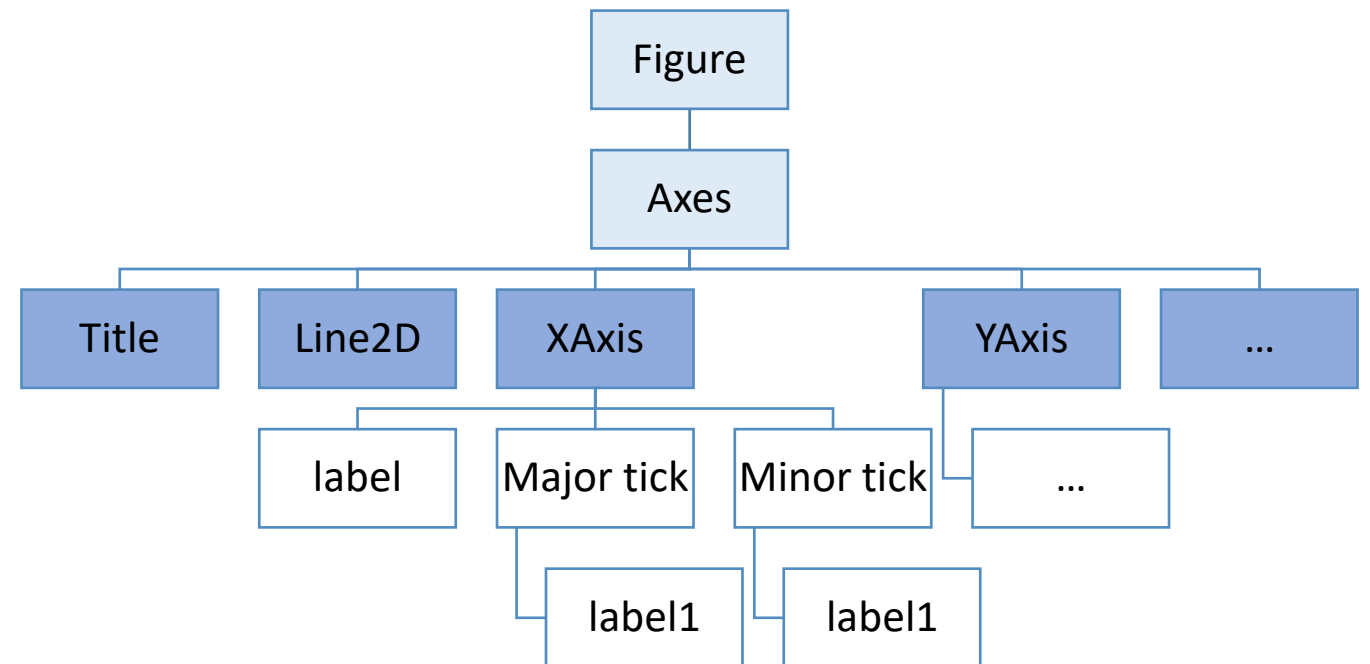 Figure
Axes
Title
Line2D
XAxis
YAxis
...
label
Major tick
Minor tick
...
label1
label1